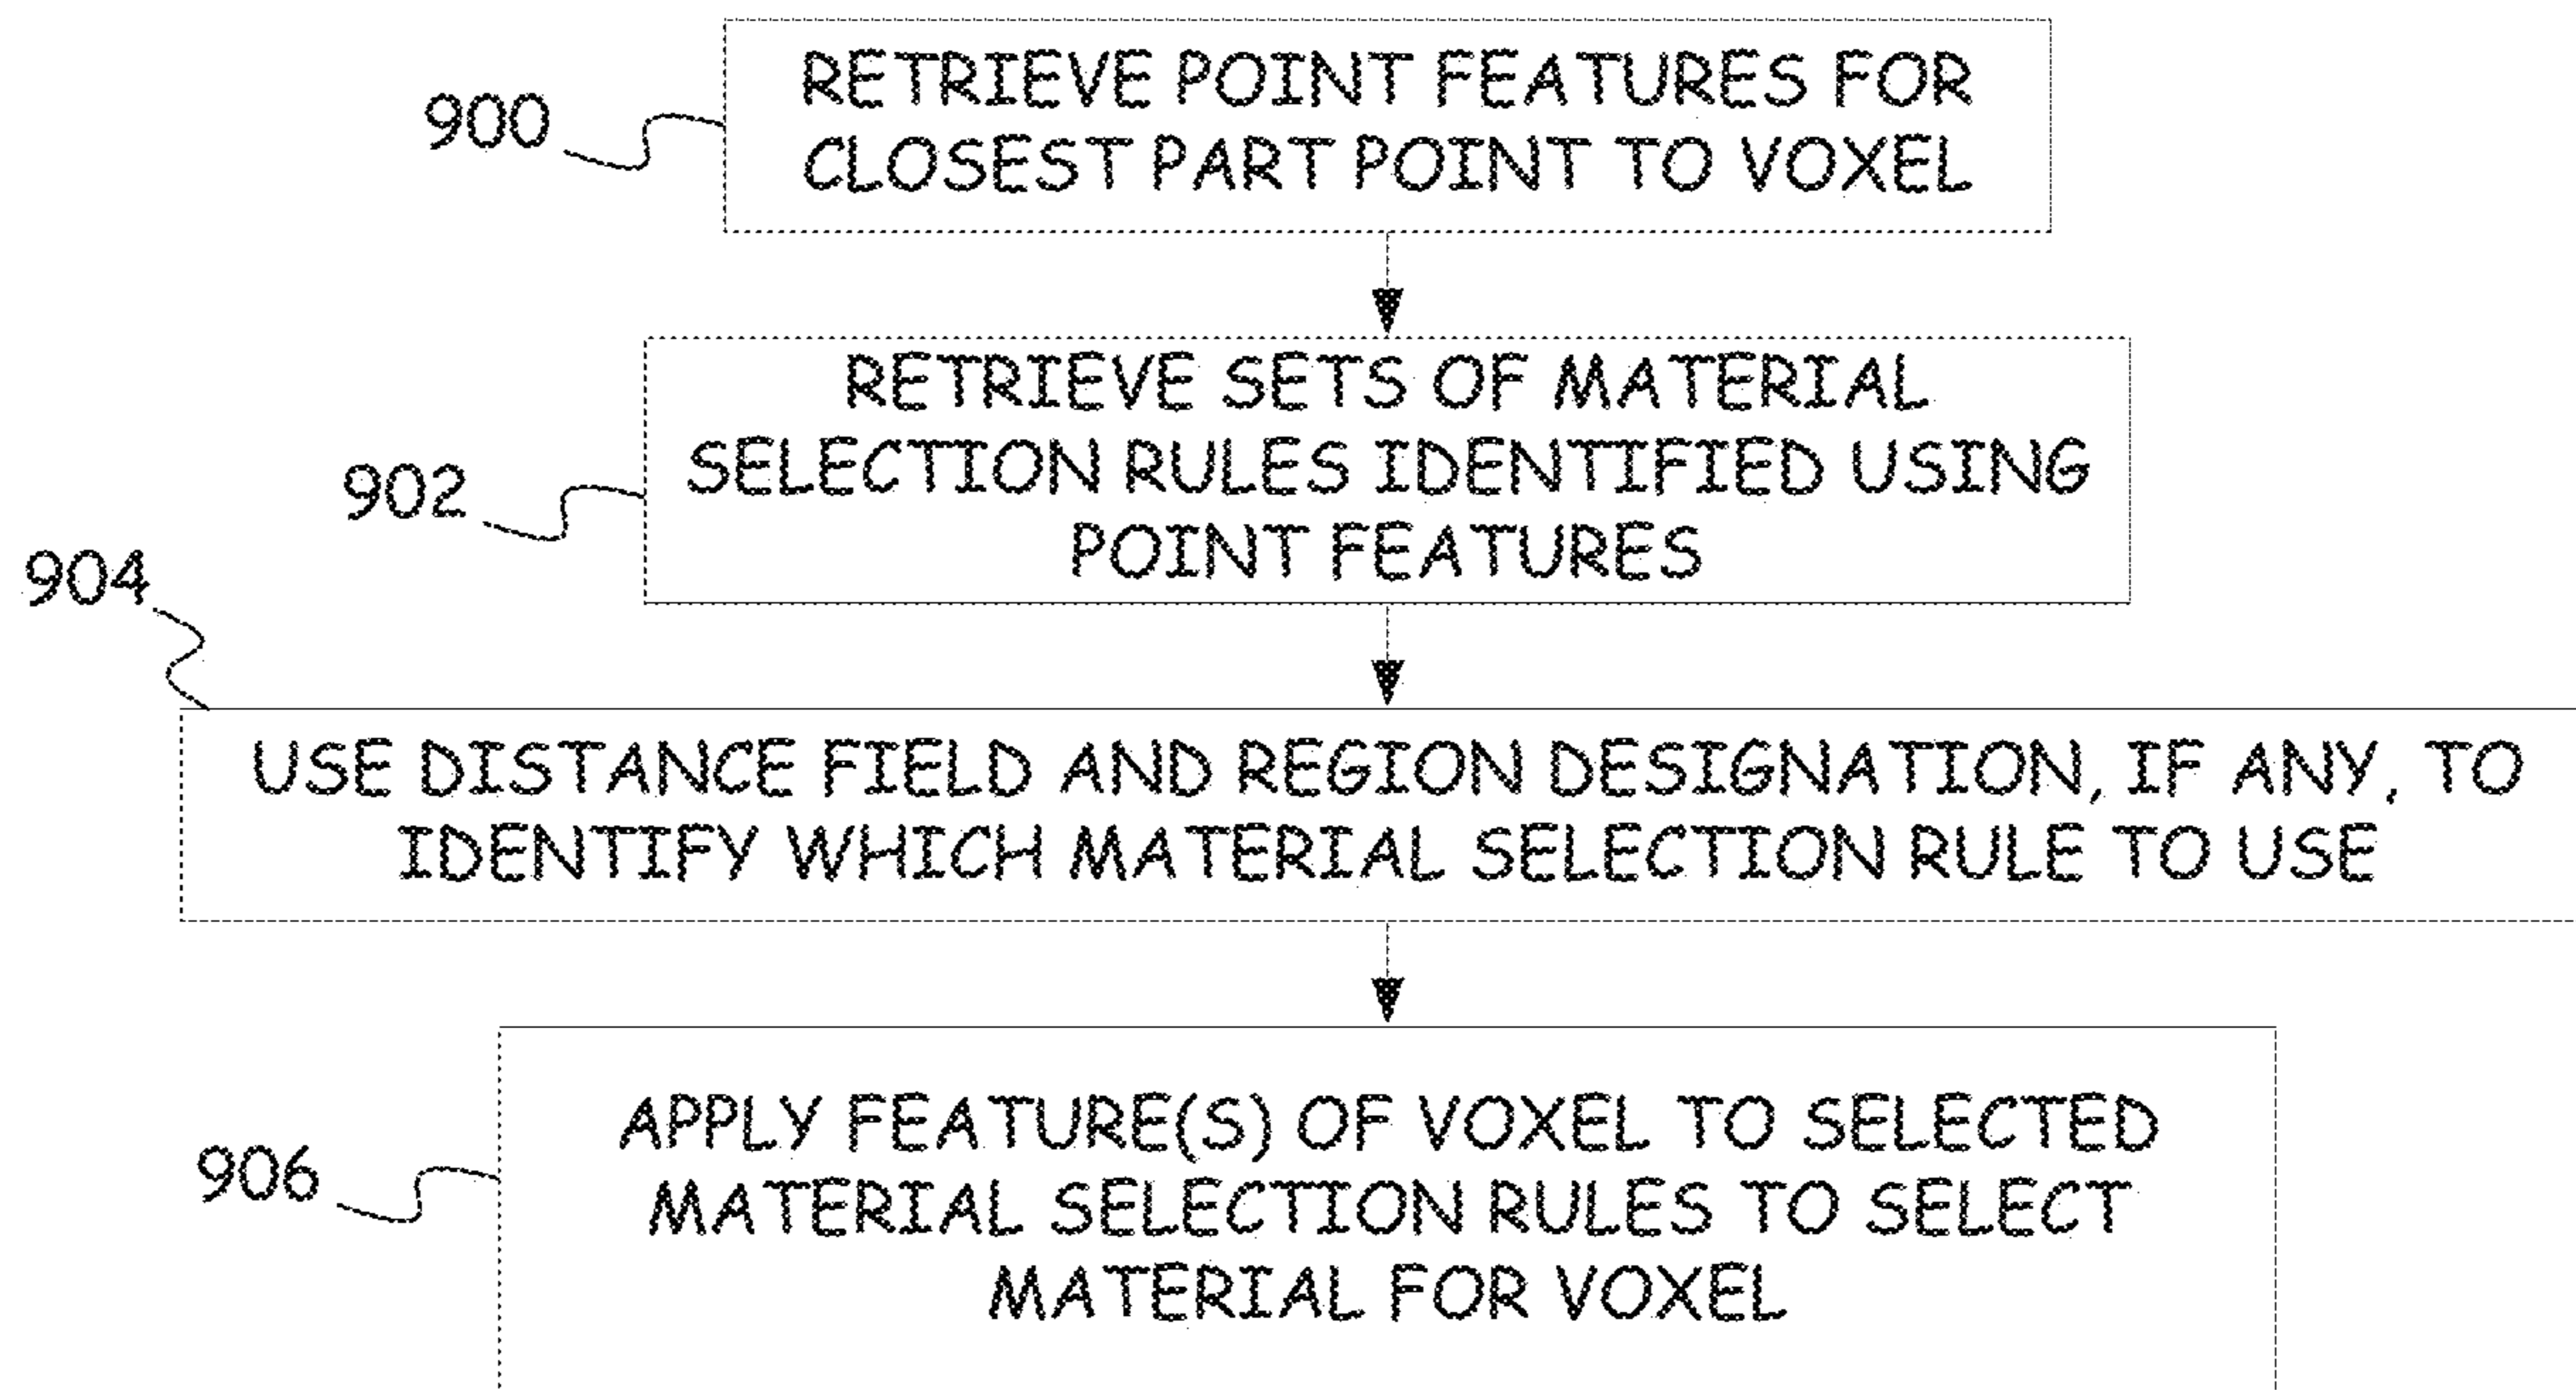 900
RETRIEVE POINT FEATURES FOR
CLOSEST PART POINT TO VOXEL
902
RETRIEVE SETS OF MATERIAL
SELECTION RULES IDENTIFIED USING
POINT FEATURES
904
USE DISTANCE FIELD AND REGION DESIGNATION, IF ANY, TO
IDENTIFY WHICH MATERIAL SELECTION RULE TO USE
906
APPLY FEATURE(S) OF VOXEL TO SELECTED
MATERIAL SELECTION RULES TO SELECT
MATERIAL FOR VOXEL